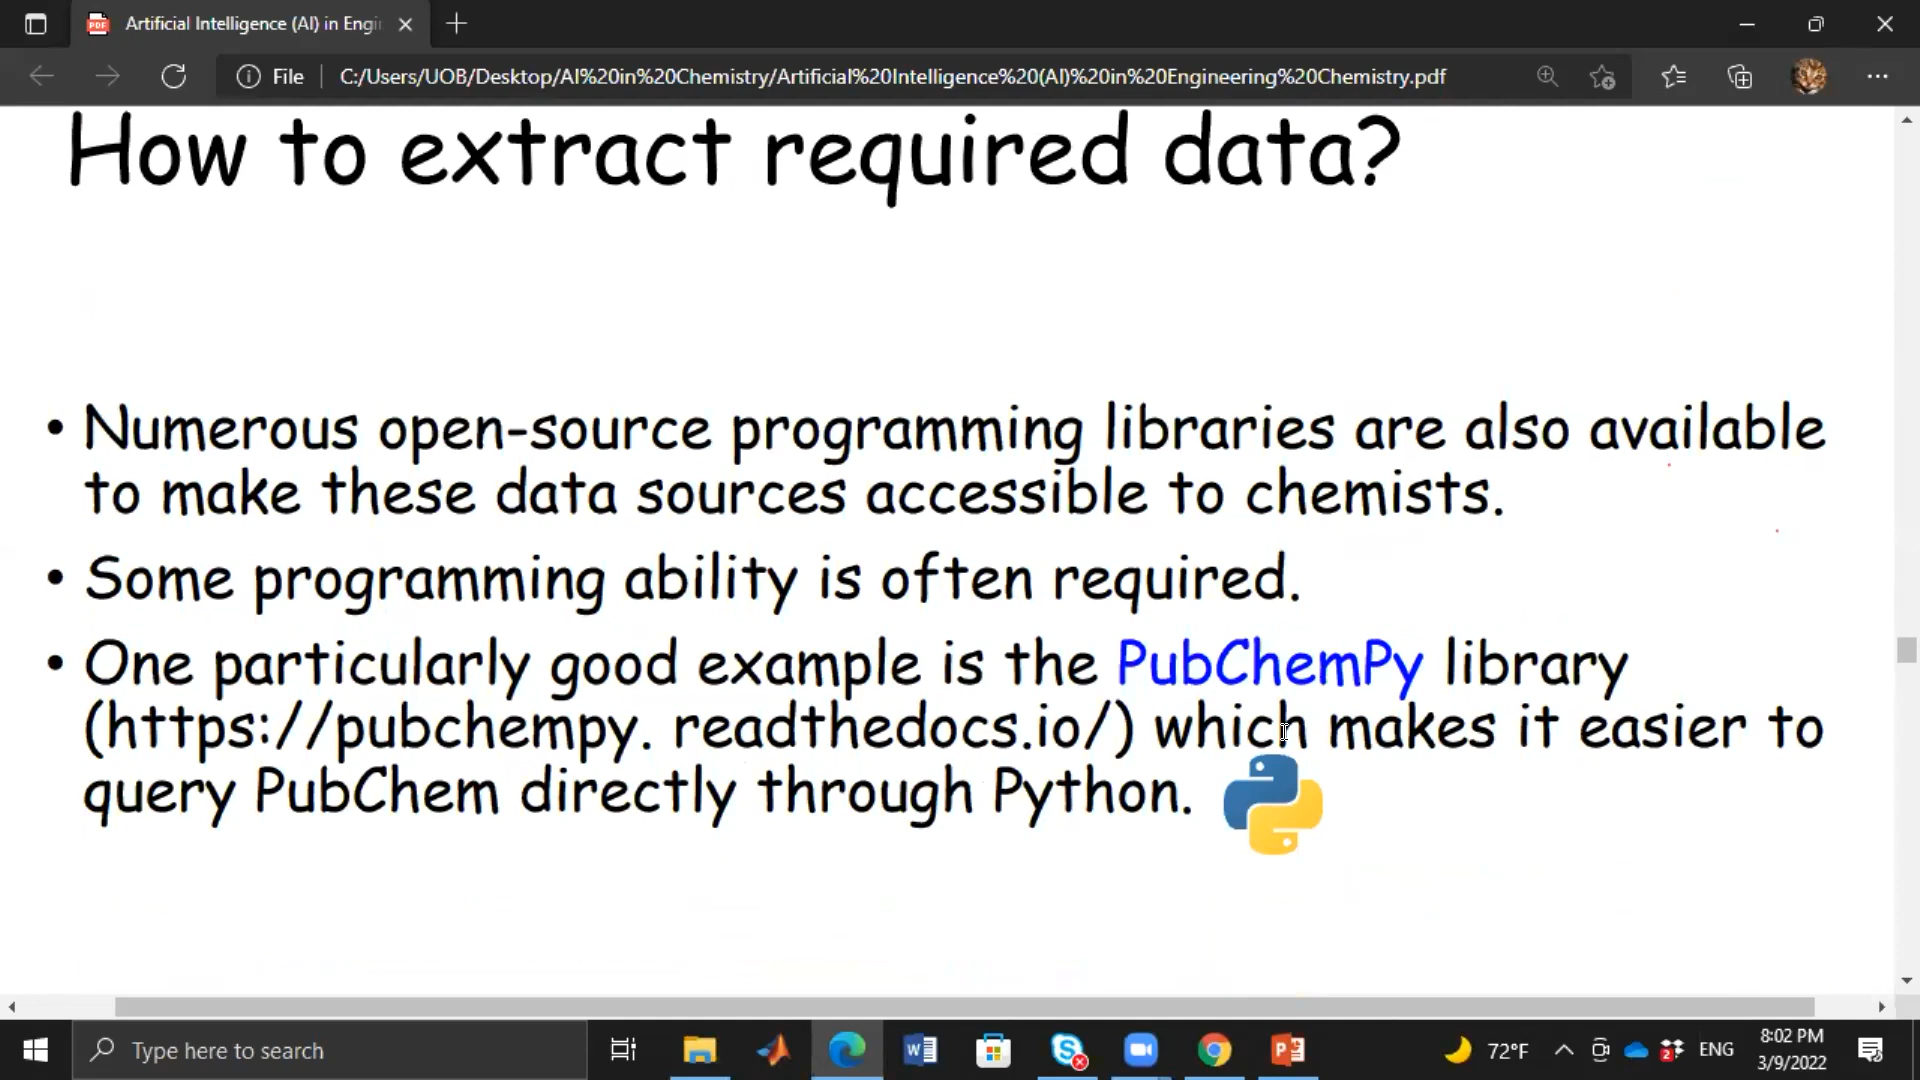 Artificial Intelligence (AI) in Engi
File
C:/Users/UOB/Desktop/AI%20in%20Chemistry/Artificial%20Intelligence%20(AI)%20in%20Engineering%20Chemistry.pdf
How to extract required data?
• Numerous open-source programming libraries are also available
to make these data sources accessible to chemists.
• Some programming ability is often required.
• One particularly good example is the PubChemPy library
(https://pubchempy. readthedocs.io/) which makes it easier to
query PubChem directly through Python.
Type here to search
72°F
2
ENG
8:02 PM
3/9/2022